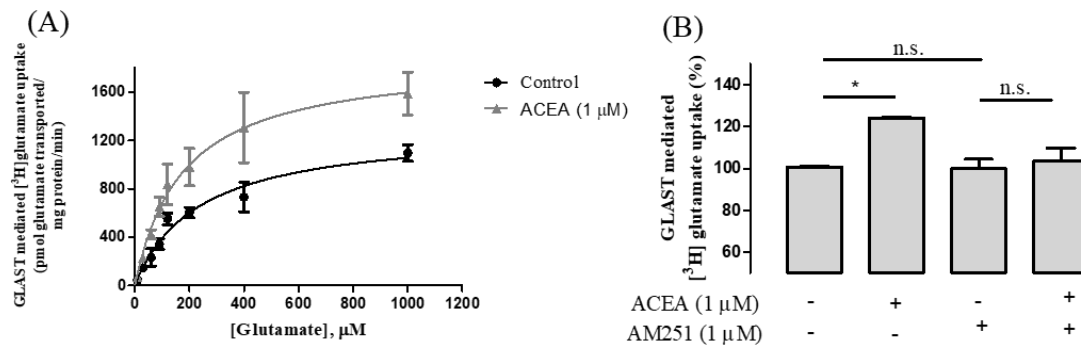 (A)
GLAST mediated [³H]glutamate uptake
(pmol glutamate transported/
mg protein/min)
1600
1200
800
400
0
0 200 400 600 800 1000 1200
[Glutamate], μM
Control
ACEA (1 μM)
(B)
GLAST mediated
[³H] glutamate uptake (%)
140
120
100
80
60
n.s.
*
n.s.
ACEA (1 μM) - + - +
AM251 (1 μM) - - + +